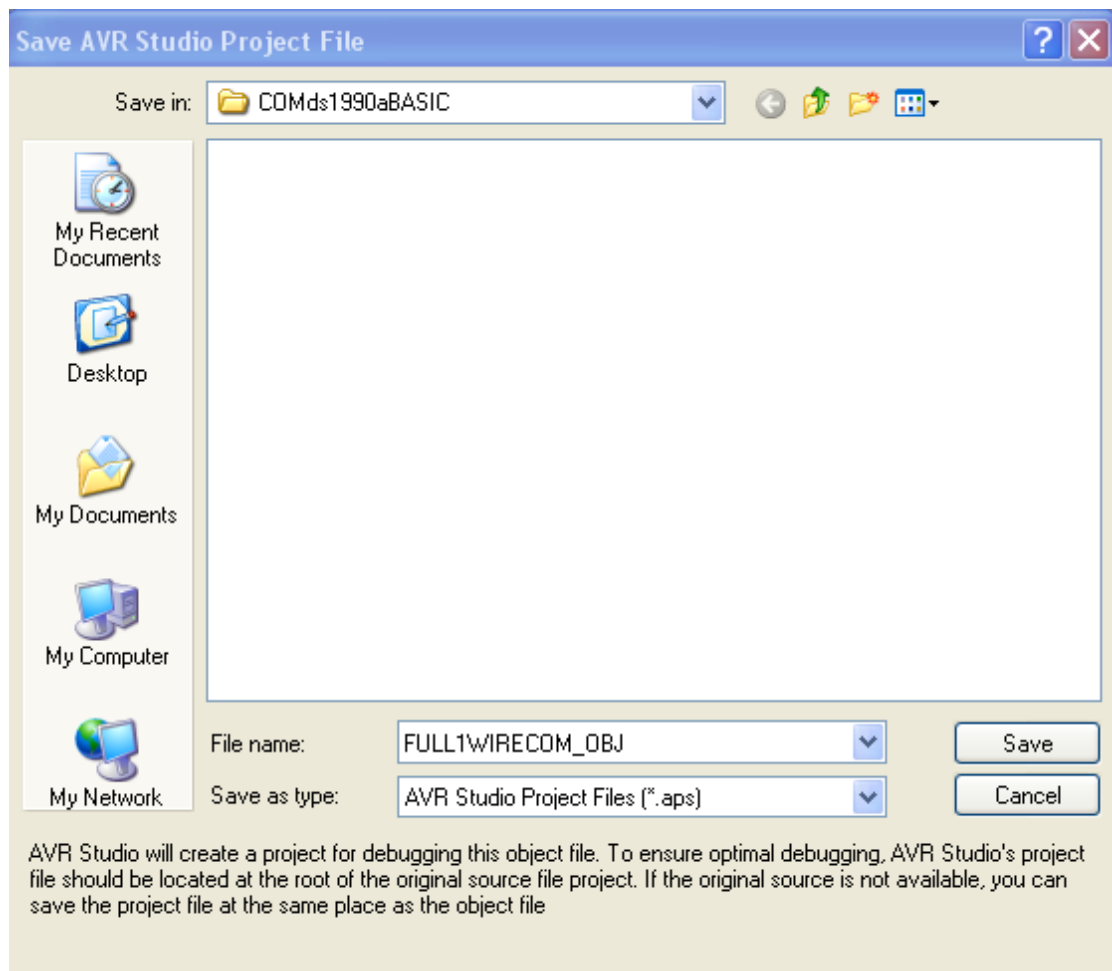 Save AVR Studio Project File
Save in:
COMds1990aBASIC
My Recent
Documents
Desktop
My Documents
My Computer
My Network
File name:
FULL1WIRECOM_OBJ
Save
Save as type:
AVR Studio Project Files (*.aps)
Cancel
AVR Studio will create a project for debugging this object file. To ensure optimal debugging, AVR Studio's project
file should be located at the root of the original source file project. If the original source is not available, you can
save the project file at the same place as the object file